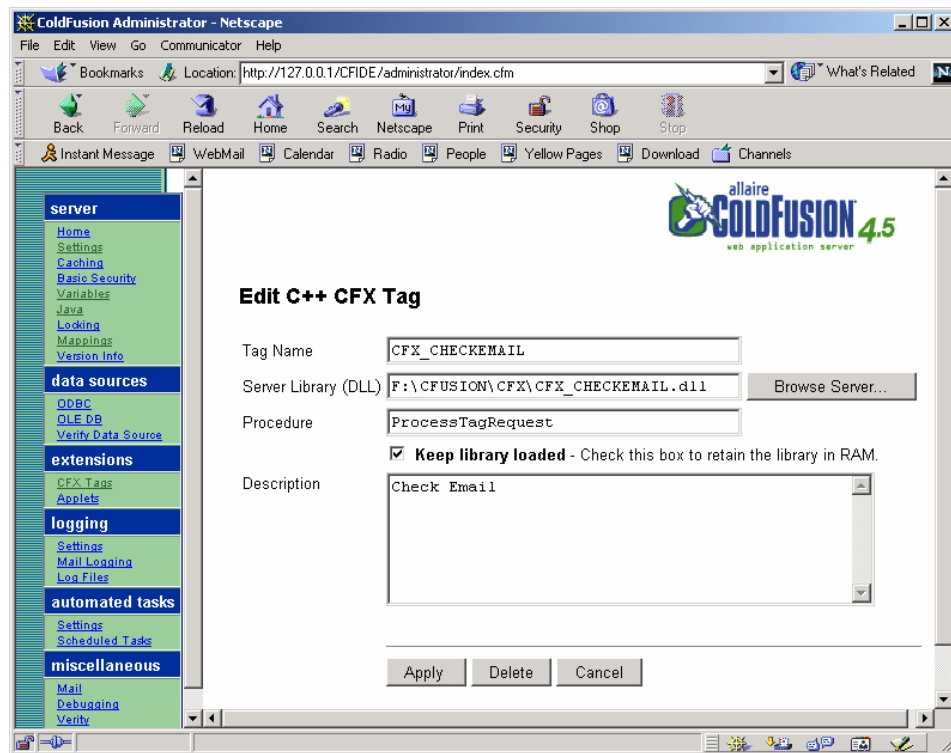 ColdFusion Administrator - Netscape
File Edit View Go Communicator Help
Bookmarks Location: http://127.0.0.1/CFIDE/administrator/index.cfm What's Related N
My
Back Forward Reload Home Search Netscape Print Security Shop Stop
Instant Message WebMail Calendar Radio People Yellow Pages Download Channels
server
Home
Settings
Caching
Basic Security
Variables
Java
Locking
Mappings
Version Info
data sources
ODBC
OLE DB
Verify Data Source
extensions
CFX Tags
Applets
logging
Settings
Mail Logging
Log Files
automated tasks
Settings
Scheduled Tasks
miscellaneous
Mail
Debugging
Verity
allaire
COLDFUSION 4.5
web application server
Edit C++ CFX Tag
Tag Name CFX_CHECKEMAIL
Server Library (DLL) F:\CFUSION\CFX\CFX_CHECKEMAIL.dll Browse Server...
Procedure ProcessTagRequest
Keep library loaded - Check this box to retain the library in RAM.
Description Check Email
Apply Delete Cancel